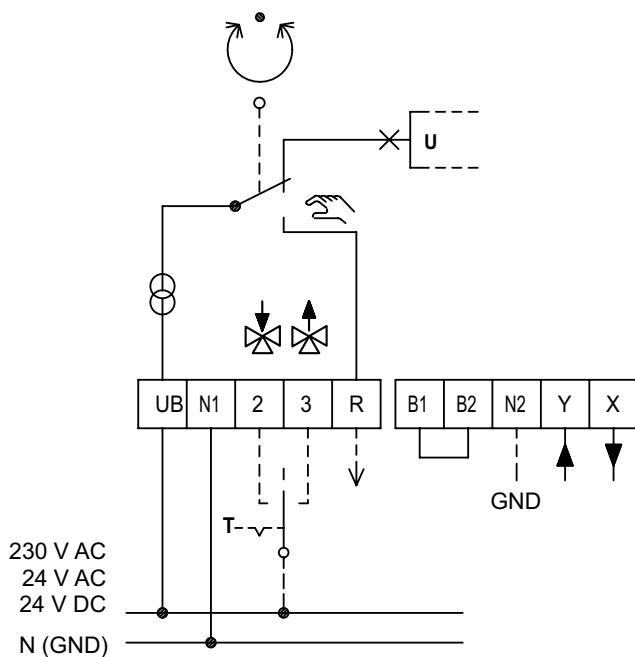 U
UB N1 2 3 R B1 B2 N2 Y X
GND
T
230 V AC
24 V AC
24 V DC
N (GND)